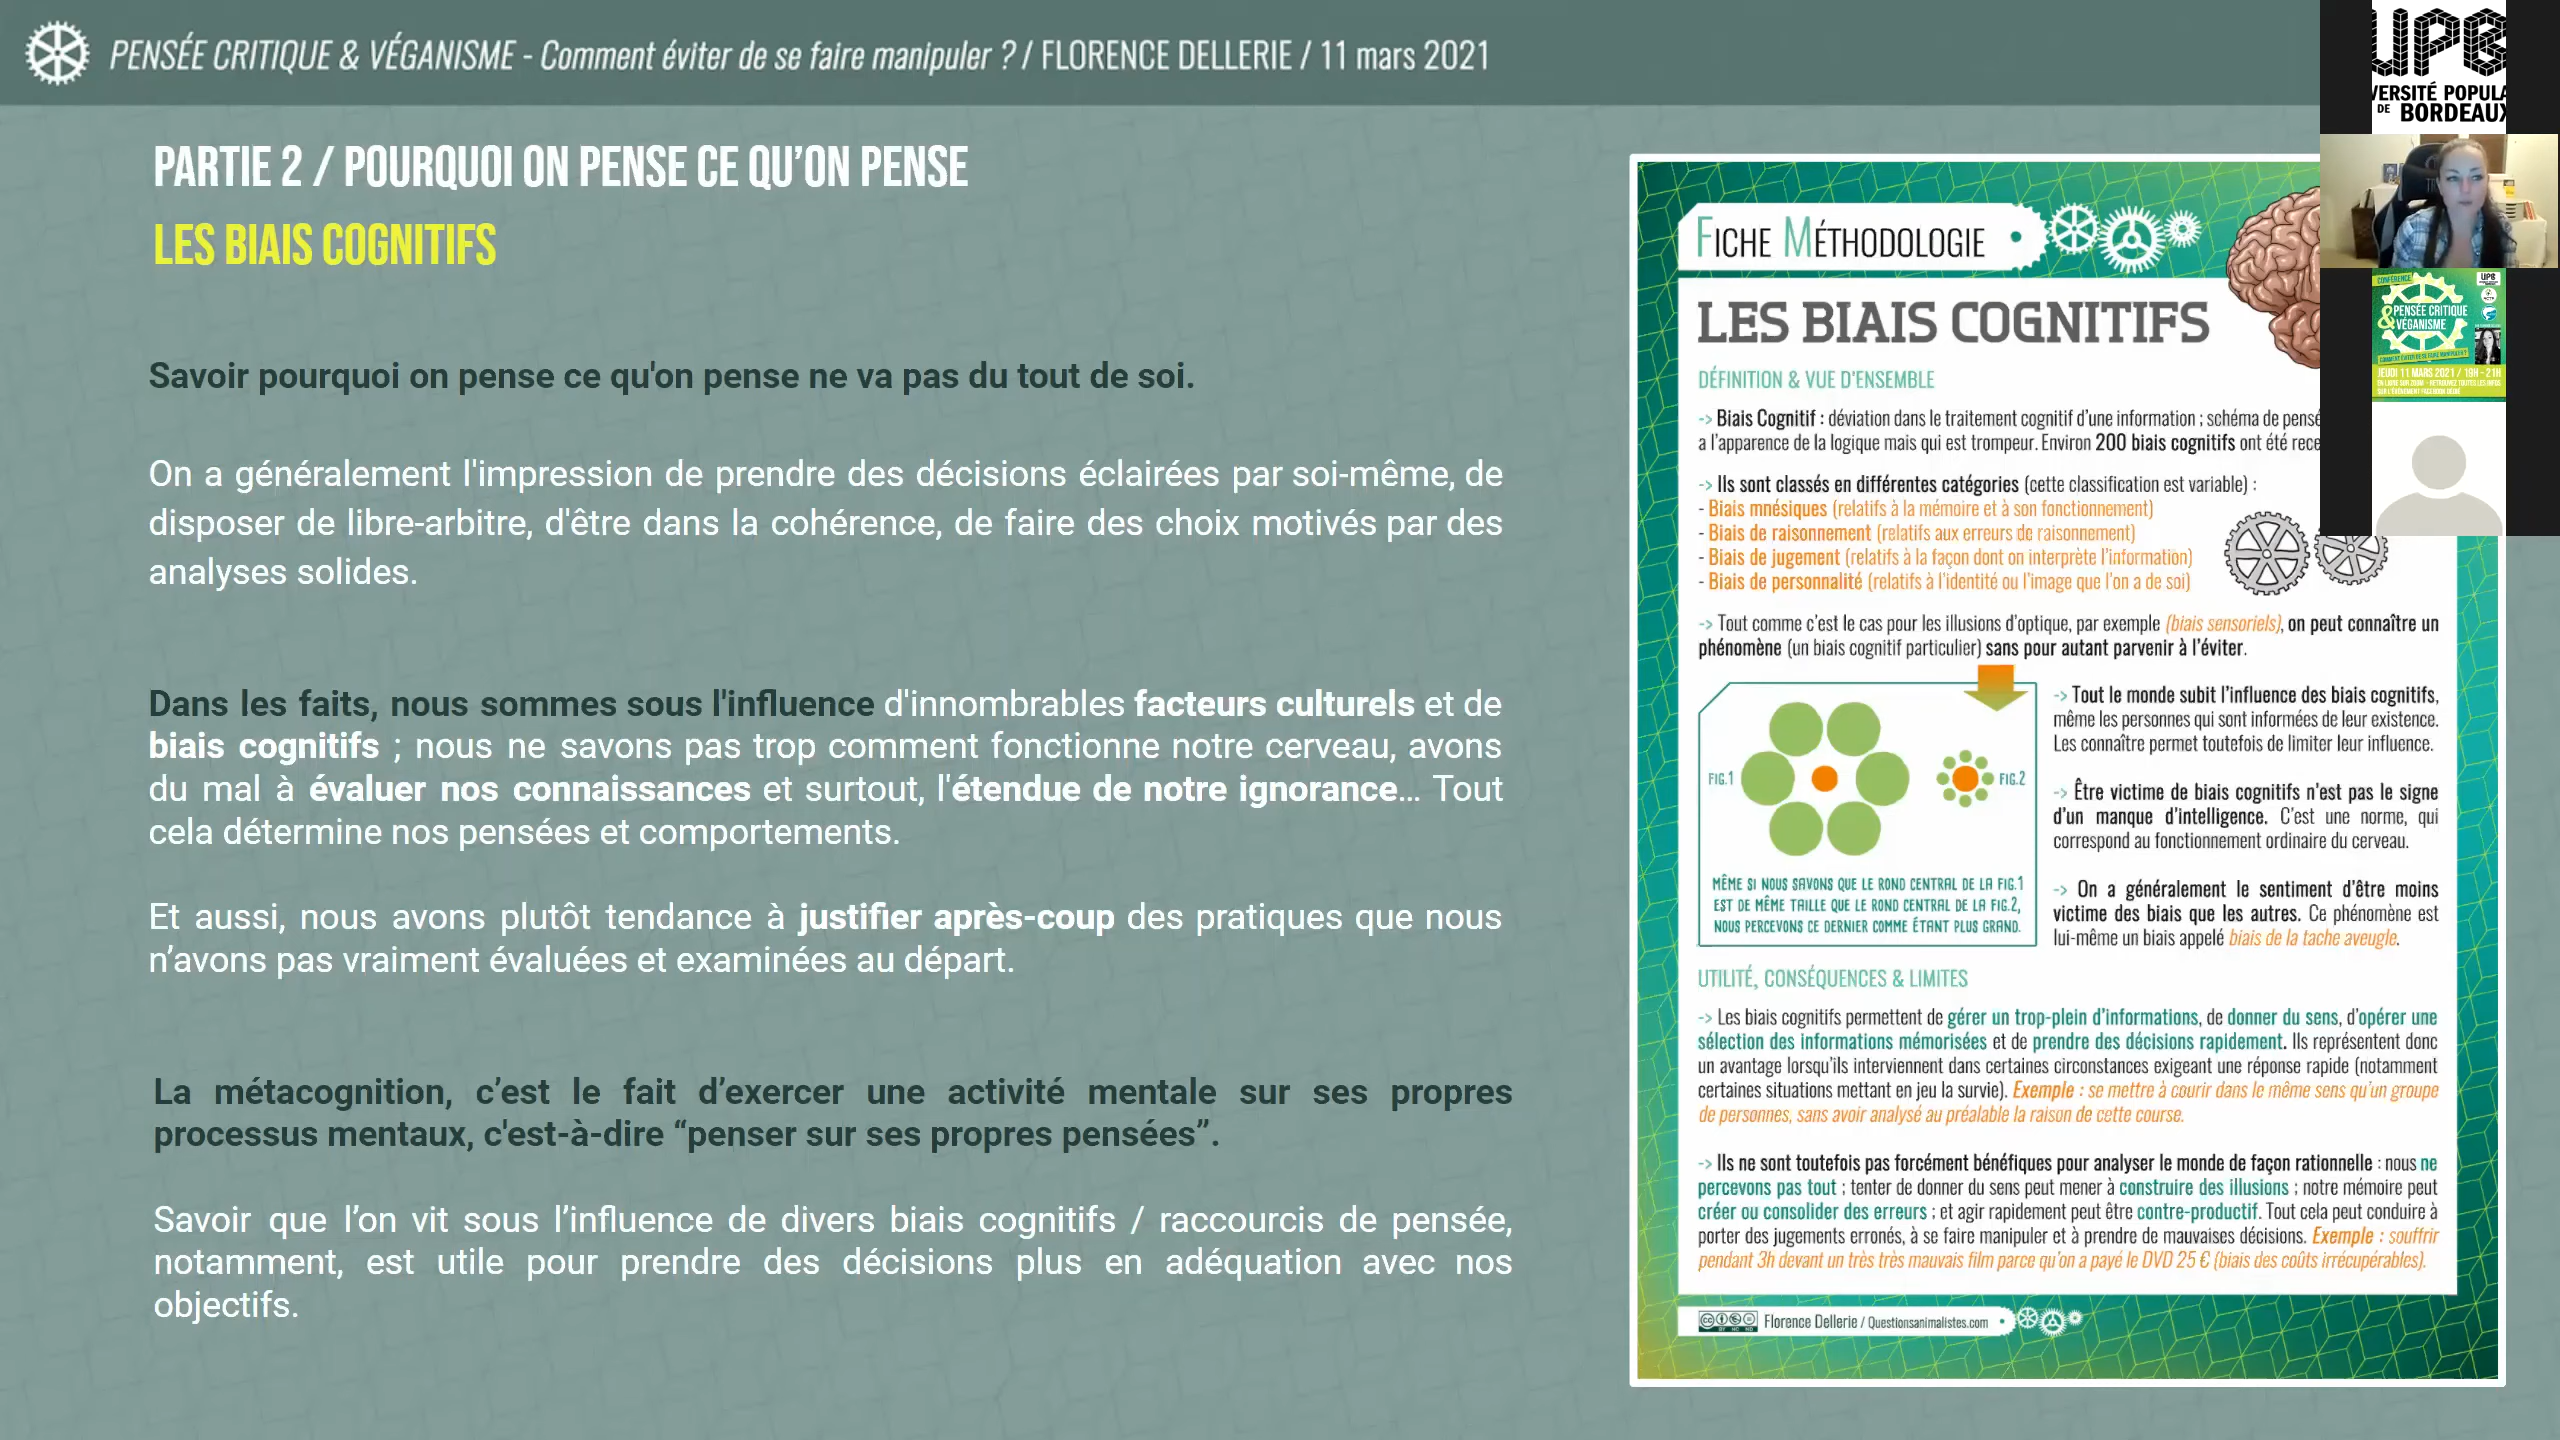 PENSÉE CRITIQUE & VÉGANISME - Comment éviter de se faire manipuler ? / FLORENCE DELLERIE / 11 mars 2021
PARTIE 2 / POURQUOI ON PENSE CE QU’ON PENSE
LES BIAIS COGNITIFS
Savoir pourquoi on pense ce qu'on pense ne va pas du tout de soi.
On a généralement l'impression de prendre des décisions éclairées par soi-même, de
disposer de libre-arbitre, d'être dans la cohérence, de faire des choix motivés par des
analyses solides.
Dans les faits, nous sommes sous l'influence d'innombrables facteurs culturels et de
biais cognitifs ; nous ne savons pas trop comment fonctionne notre cerveau, avons
du mal à évaluer nos connaissances et surtout, l'étendue de notre ignorance… Tout
cela détermine nos pensées et comportements.
Et aussi, nous avons plutôt tendance à justifier après-coup des pratiques que nous
n’avons pas vraiment évaluées et examinées au départ.
La métacognition, c’est le fait d’exercer une activité mentale sur ses propres
processus mentaux, c'est-à-dire “penser sur ses propres pensées”.
Savoir que l’on vit sous l’influence de divers biais cognitifs / raccourcis de pensée,
notamment, est utile pour prendre des décisions plus en adéquation avec nos
objectifs.
FICHE MÉTHODOLOGIE
LES BIAIS COGNITIFS
DÉFINITION & VUE D'ENSEMBLE
-> Biais Cognitif : déviation dans le traitement cognitif d’une information ; schéma de pensé
a l’apparence de la logique mais qui est trompeur. Environ 200 biais cognitifs ont été rece
-> Ils sont classés en différentes catégories (cette classification est variable) :
- Biais mnésiques (relatifs à la mémoire et à son fonctionnement)
- Biais de raisonnement (relatifs aux erreurs de raisonnement)
- Biais de jugement (relatifs à la façon dont on interprète l’information)
- Biais de personnalité (relatifs à l’identité ou l’image que l’on a de soi)
-> Tout comme c’est le cas pour les illusions d’optique, par exemple (biais sensoriels), on peut connaître un
phénomène (un biais cognitif particulier) sans pour autant parvenir à l’éviter.
FIG.1
FIG.2
MÊME SI NOUS SAVONS QUE LE ROND CENTRAL DE LA FIG.1
EST DE MÊME TAILLE QUE LE ROND CENTRAL DE LA FIG.2,
NOUS PERCEVONS CE DERNIER COMME ÉTANT PLUS GRAND.
-> Tout le monde subit l’influence des biais cognitifs,
même les personnes qui sont informées de leur existence.
Les connaître permet toutefois de limiter leur influence.
-> Être victime de biais cognitifs n’est pas le signe
d’un manque d’intelligence. C’est une norme, qui
correspond au fonctionnement ordinaire du cerveau.
-> On a généralement le sentiment d’être moins
victime des biais que les autres. Ce phénomène est
lui-même un biais appelé biais de la tache aveugle.
UTILITÉ, CONSÉQUENCES & LIMITES
-> Les biais cognitifs permettent de gérer un trop-plein d’informations, de donner du sens, d’opérer une
sélection des informations mémorisées et de prendre des décisions rapidement. Ils représentent donc
un avantage lorsqu’ils interviennent dans certaines circonstances exigeant une réponse rapide (notamment
certaines situations mettant en jeu la survie). Exemple : se mettre à courir dans le même sens qu’un groupe
de personnes, sans avoir analysé au préalable la raison de cette course.
-> Ils ne sont toutefois pas forcément bénéfiques pour analyser le monde de façon rationnelle : nous ne
percevons pas tout ; tenter de donner du sens peut mener à construire des illusions ; notre mémoire peut
créer ou consolider des erreurs ; et agir rapidement peut être contre-productif. Tout cela peut conduire à
porter des jugements erronés, à se faire manipuler et à prendre de mauvaises décisions. Exemple : souffrir
pendant 3h devant un très très mauvais film parce qu’on a payé le DVD 25 € (biais des coûts irrécupérables).
Florence Dellerie / Questionsanimalistes.com
UPB
VERSITÉ POPULA
DE BORDEAUX
CONFÉRENCE
UPB
PENSÉE CRITIQUE
& VÉGANISME
COMMENT ÉVITER DE SE FAIRE MANIPULER ?
JEUDI 11 MARS 2021 / 19H - 21H
EN LIGNE SUR ZOOM - RETROUVEZ TOUTES LES INFOS
SUR L'ÉVÉNEMENT FACEBOOK DÉDIÉ